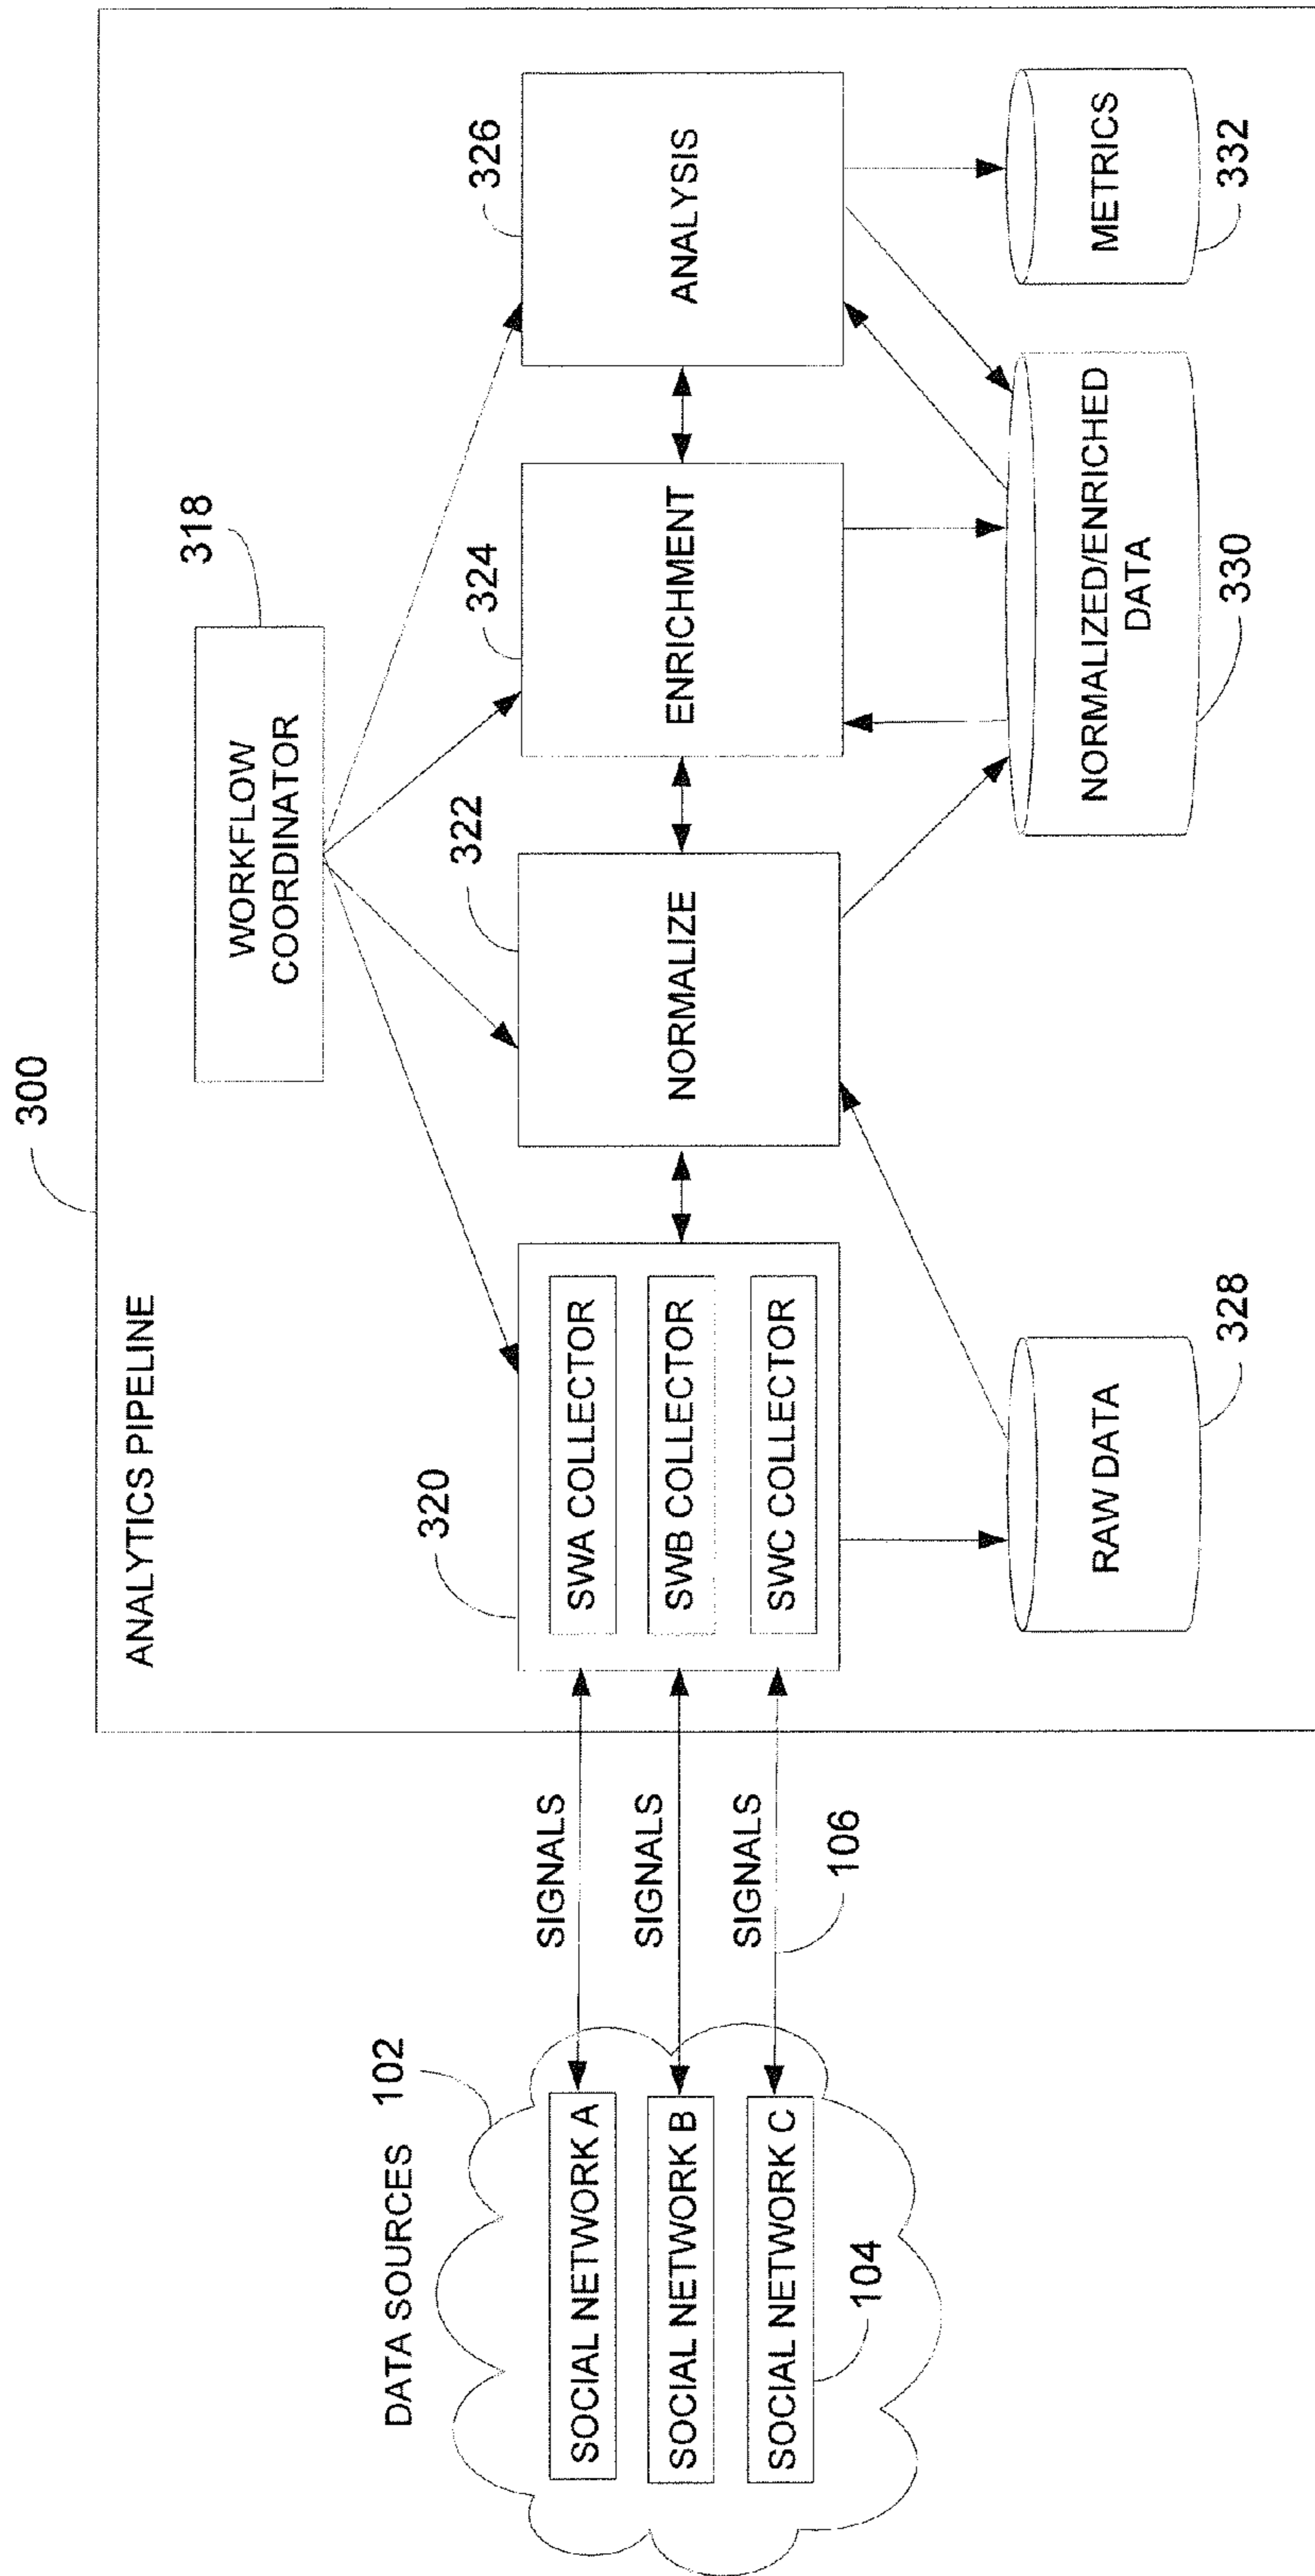 300
ANALYTICS PIPELINE
318
WORKFLOW
COORDINATOR
DATA SOURCES 102
SOCIAL NETWORK A
SOCIAL NETWORK B
SOCIAL NETWORK C
104
SIGNALS
SIGNALS
SIGNALS
106
320
SWA COLLECTOR
SWB COLLECTOR
SWC COLLECTOR
322
NORMALIZE
324
ENRICHMENT
326
ANALYSIS
RAW DATA
328
NORMALIZED/ENRICHED
DATA
330
METRICS
332